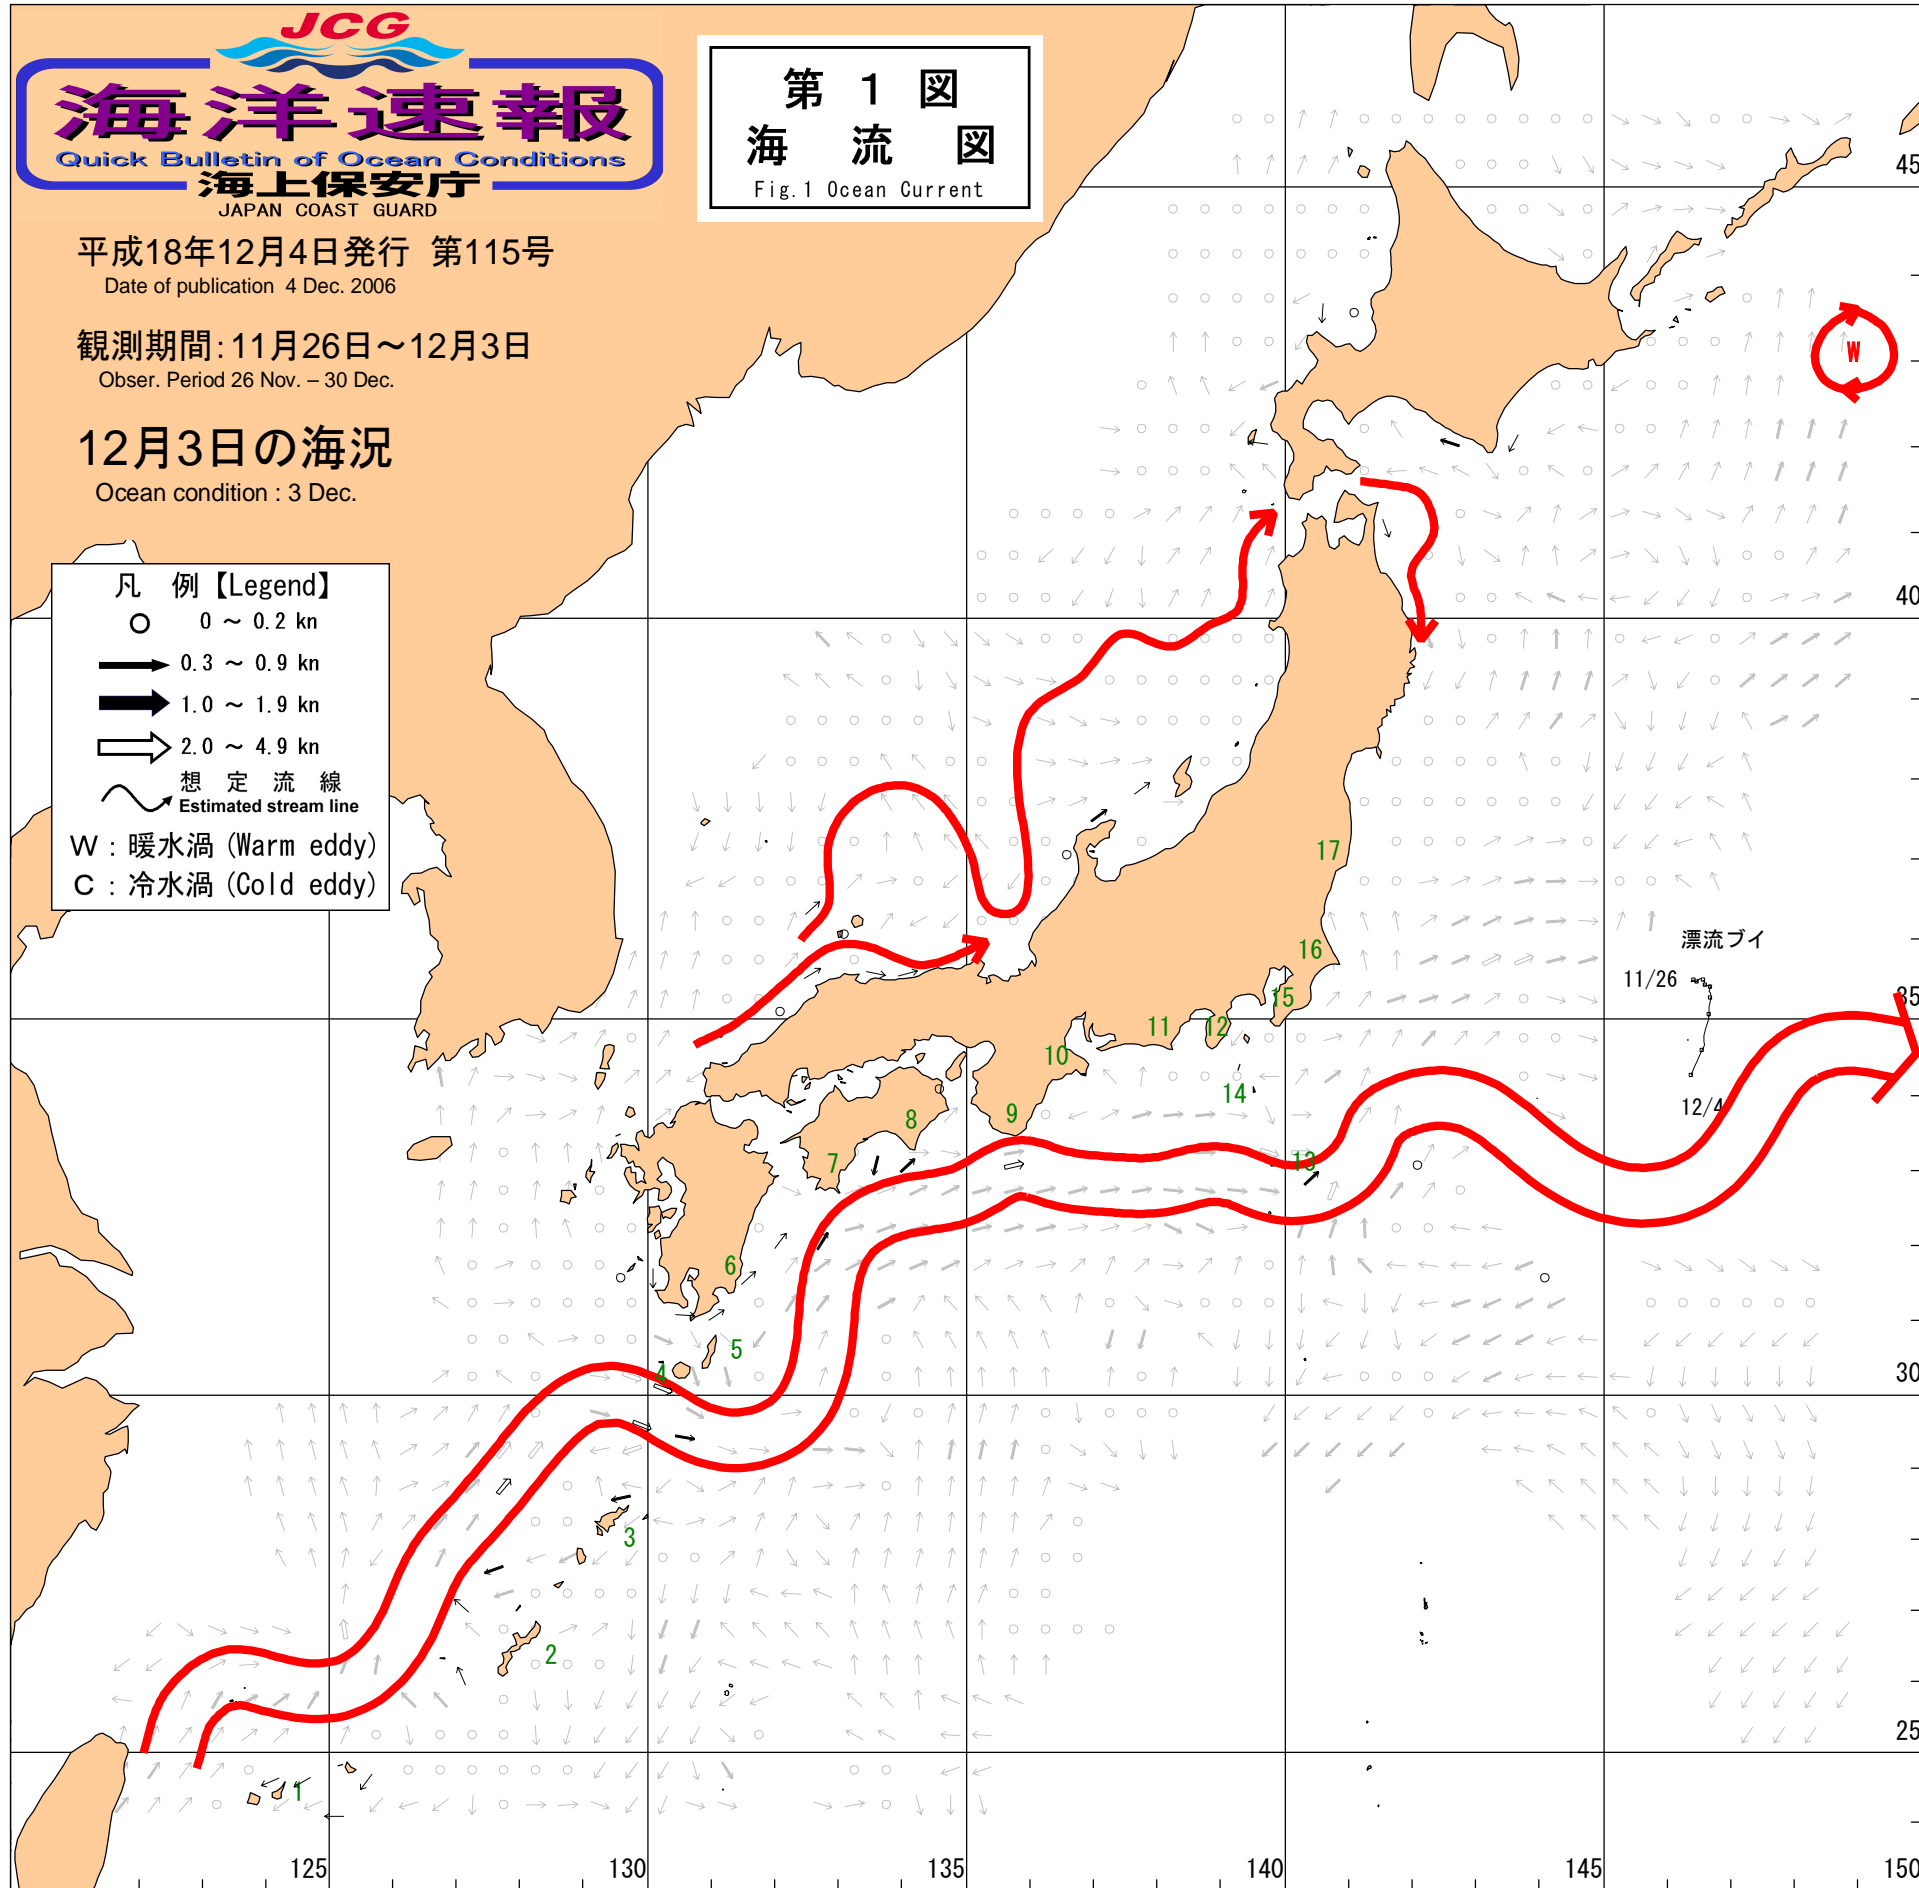 JCG
海洋速報
Quick Bulletin of Ocean Conditions
海上保安庁
JAPAN COAST GUARD
平成18年12月4日発行 第115号
Date of publication 4 Dec. 2006
観測期間:11月26日～12月3日
Obser. Period 26 Nov. – 30 Dec.
12月3日の海況
Ocean condition : 3 Dec.
第 1 図
海 流 図
Fig.1 Ocean Current
凡 例【Legend】
0 ～ 0.2 kn
0.3 ～ 0.9 kn
1.0 ～ 1.9 kn
2.0 ～ 4.9 kn
想 定 流 線
Estimated stream line
W : 暖水渦 (Warm eddy)
C : 冷水渦 (Cold eddy)
45
W
40
17
漂流ブイ
16
11/26
35
15
11
12
10
14
12/4
9
8
7
13
6
5
4
30
3
2
25
1
125
130
135
140
145
150